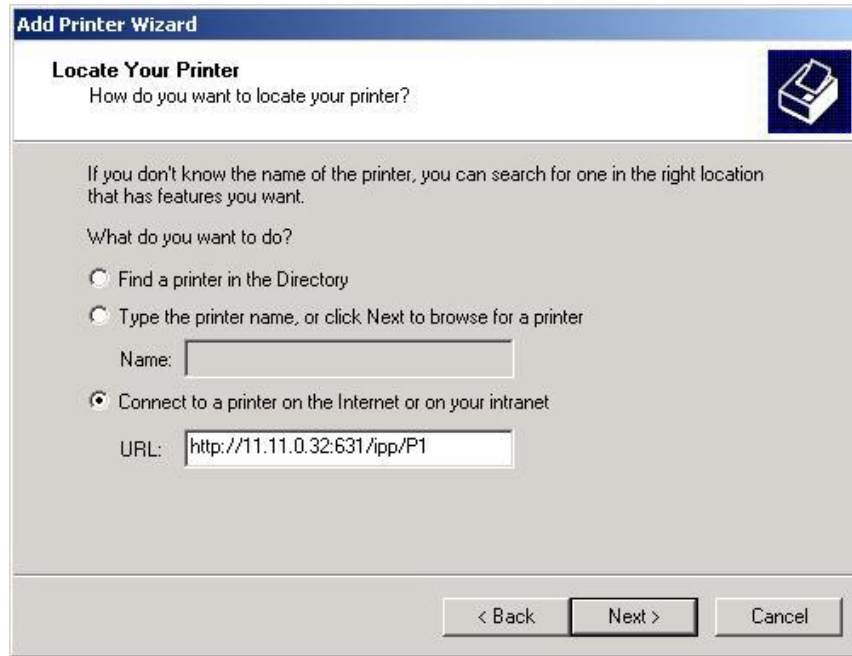 Add Printer Wizard
Locate Your Printer
How do you want to locate your printer?
If you don't know the name of the printer, you can search for one in the right location
that has features you want.
What do you want to do?
Find a printer in the Directory
Type the printer name, or click Next to browse for a printer
Name:
Connect to a printer on the Internet or on your intranet
URL: http://11.11.0.32:631/ipp/P1
< Back Next > Cancel